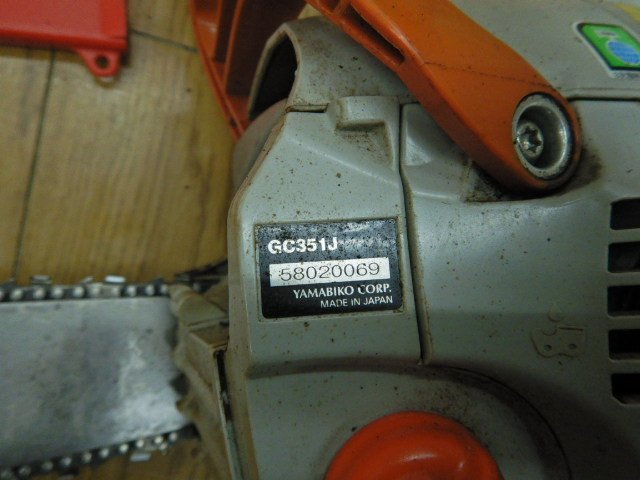 GC351J
58020069
YAMABIKO CORP.
MADE IN JAPAN